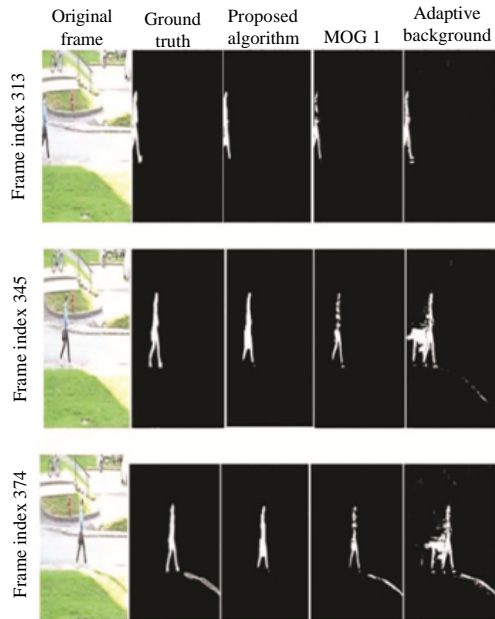 Original
frame
Ground
truth
Proposed
algorithm
MOG 1
Adaptive
background
Frame index 313
Frame index 345
Frame index 374